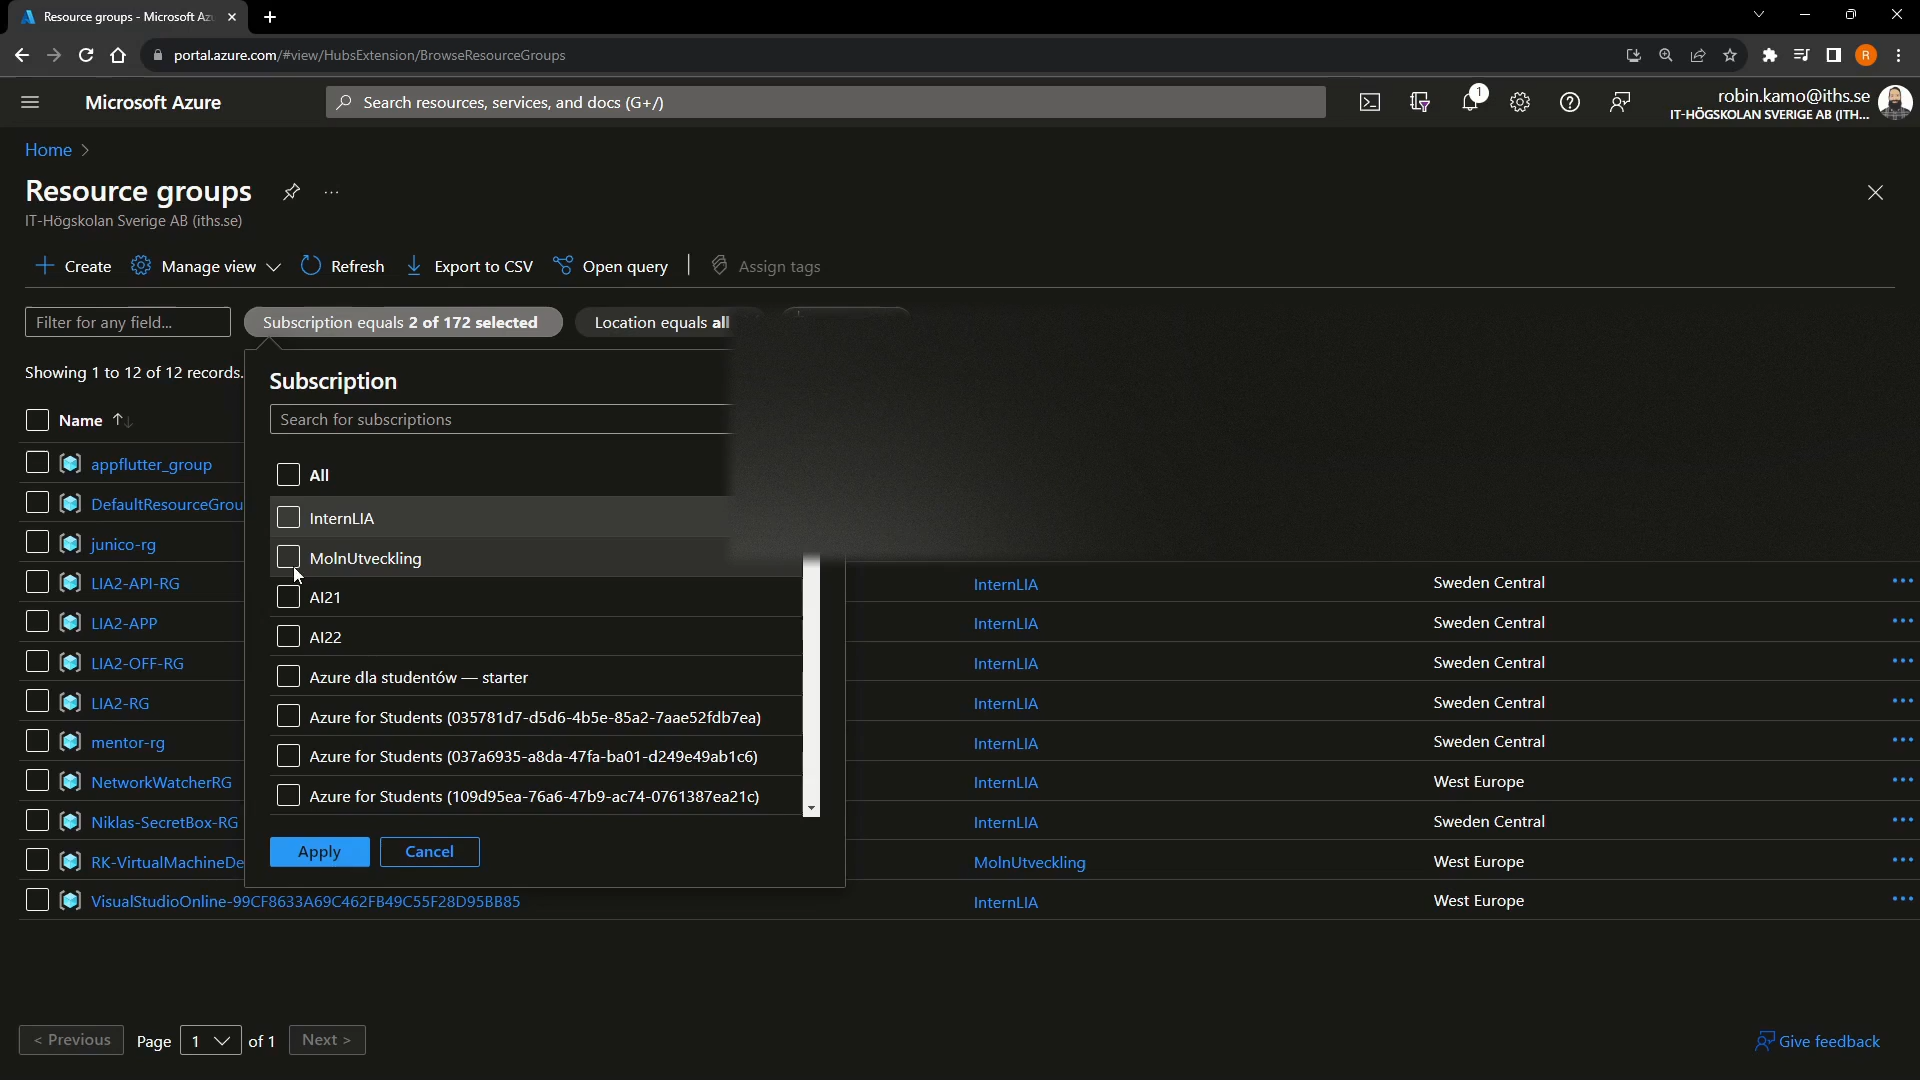 Resource groups - Microsoft Az
portal.azure.com/#view/HubsExtension/BrowseResourceGroups
R
Microsoft Azure
Search resources, services, and docs (G+/)
1
robin.kamo@iths.se
IT-HÖGSKOLAN SVERIGE AB (ITH...
Home >
Resource groups
...
IT-Högskolan Sverige AB (iths.se)
Create
Manage view
Refresh
Export to CSV
Open query
Assign tags
Filter for any field...
Subscription equals 2 of 172 selected
Location equals all
Showing 1 to 12 of 12 records.
Subscription
Search for subscriptions
Name
All
appflutter_group
InternLIA
DefaultResourceGrou
MolnUtveckling
junico-rg
AI21
LIA2-API-RG
InternLIA
Sweden Central
AI22
LIA2-APP
InternLIA
Sweden Central
Azure dla studentów — starter
LIA2-OFF-RG
InternLIA
Sweden Central
Azure for Students (035781d7-d5d6-4b5e-85a2-7aae52fdb7ea)
LIA2-RG
InternLIA
Sweden Central
Azure for Students (037a6935-a8da-47fa-ba01-d249e49ab1c6)
mentor-rg
InternLIA
Sweden Central
Azure for Students (109d95ea-76a6-47b9-ac74-0761387ea21c)
NetworkWatcherRG
InternLIA
West Europe
Niklas-SecretBox-RG
InternLIA
Sweden Central
Apply
Cancel
RK-VirtualMachineDe
MolnUtveckling
West Europe
VisualStudioOnline-99CF8633A69C462FB49C55F28D95BB85
InternLIA
West Europe
< Previous
Page
1
of 1
Next >
Give feedback